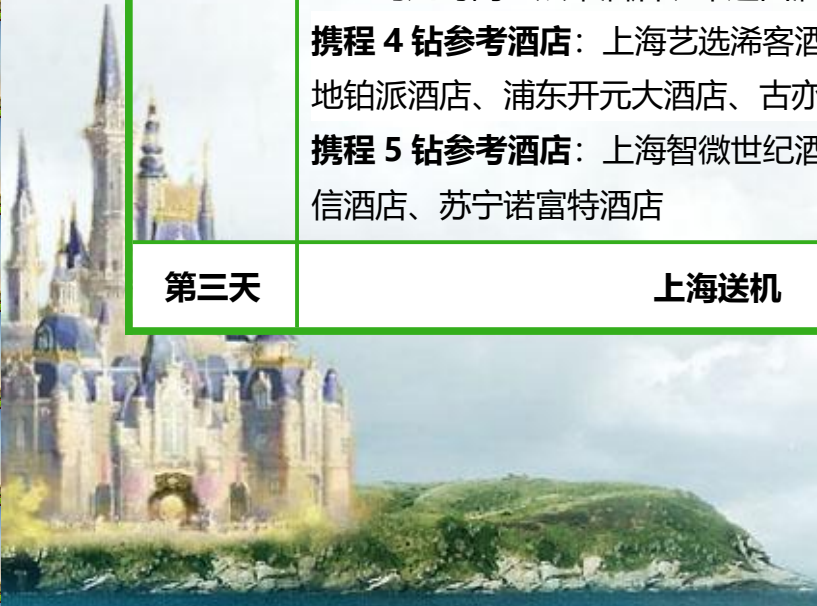 携程 4 钻参考酒店：上海艺选浠客酒
地铂派酒店、浦东开元大酒店、古亦
携程 5 钻参考酒店：上海智微世纪酒
信酒店、苏宁诺富特酒店
第三天
上海送机